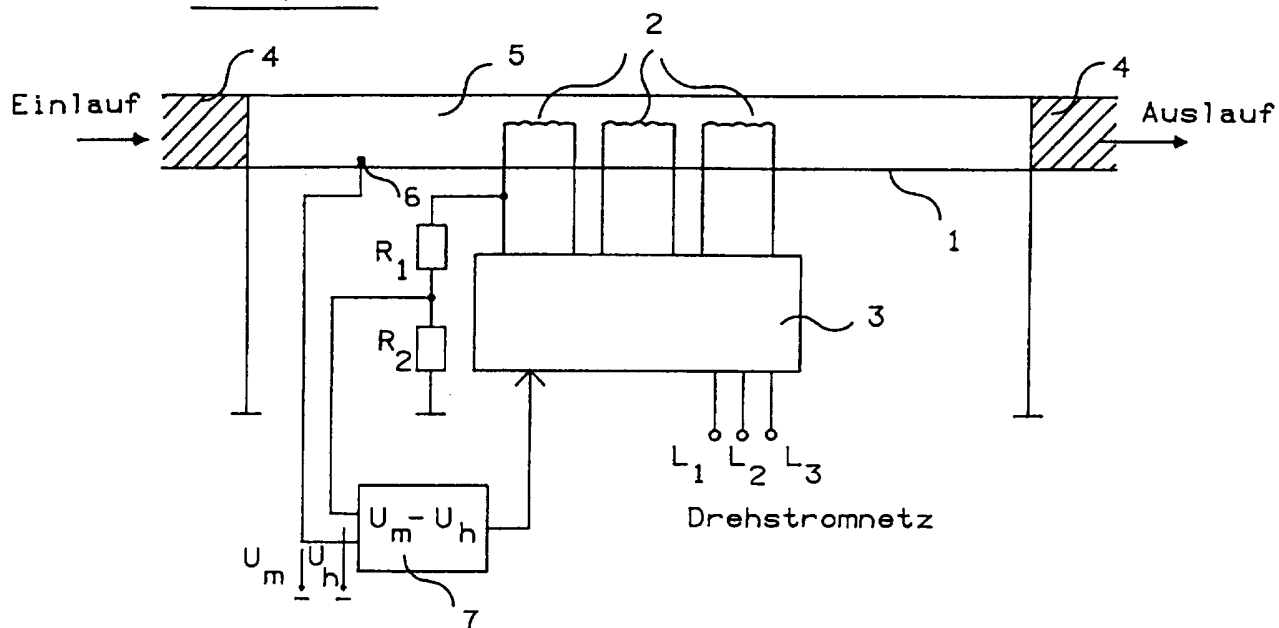 2
4
5
4
Einlauf
Auslauf
6
1
R1
3
R2
L1 L2 L3
Drehstromnetz
Um - Uh
Um Uh
7